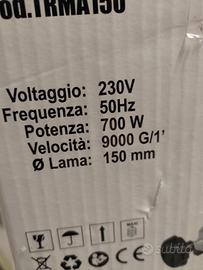 od.TRMA150
Voltaggio: 230V
Frequenza: 50Hz
Potenza: 700 W
Velocità: 9000 G/1'
Ø Lama: 150 mm
subito